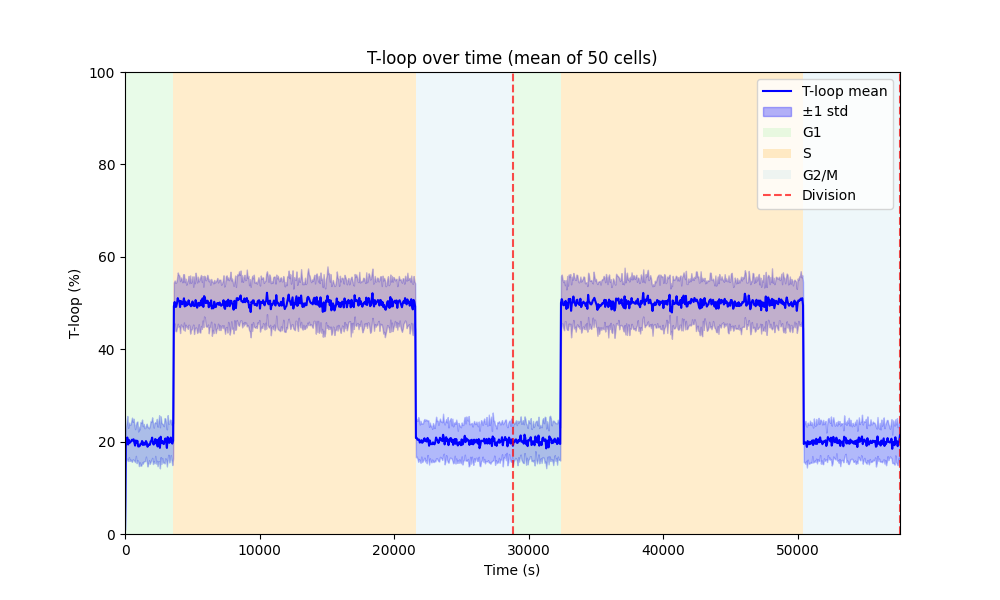 T-loop over time (mean of 50 cells)
100
80
60
40
20
0
T-loop (%)
T-loop mean
±1 std
G1
S
G2/M
Division
0 10000 20000 30000 40000 50000
Time (s)